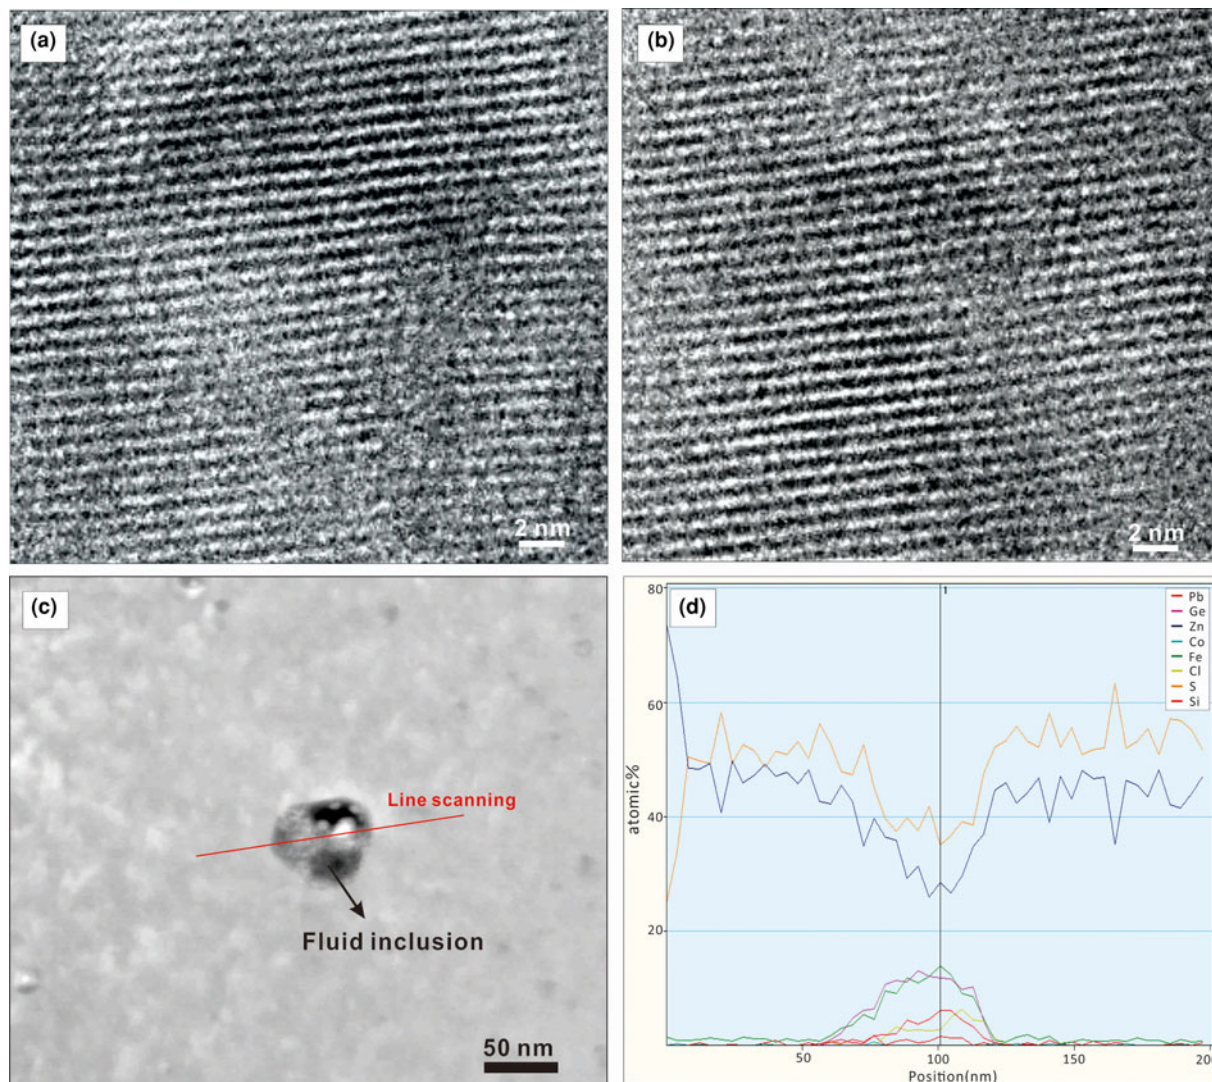 (a)
2 nm
(b)
2 nm
(c)
Line scanning
Fluid inclusion
50 nm
(d)
80
60
40
20
atomic%
1
Pb
Ge
Zn
Co
Fe
Cl
S
Si
50
100
150
200
Position(nm)